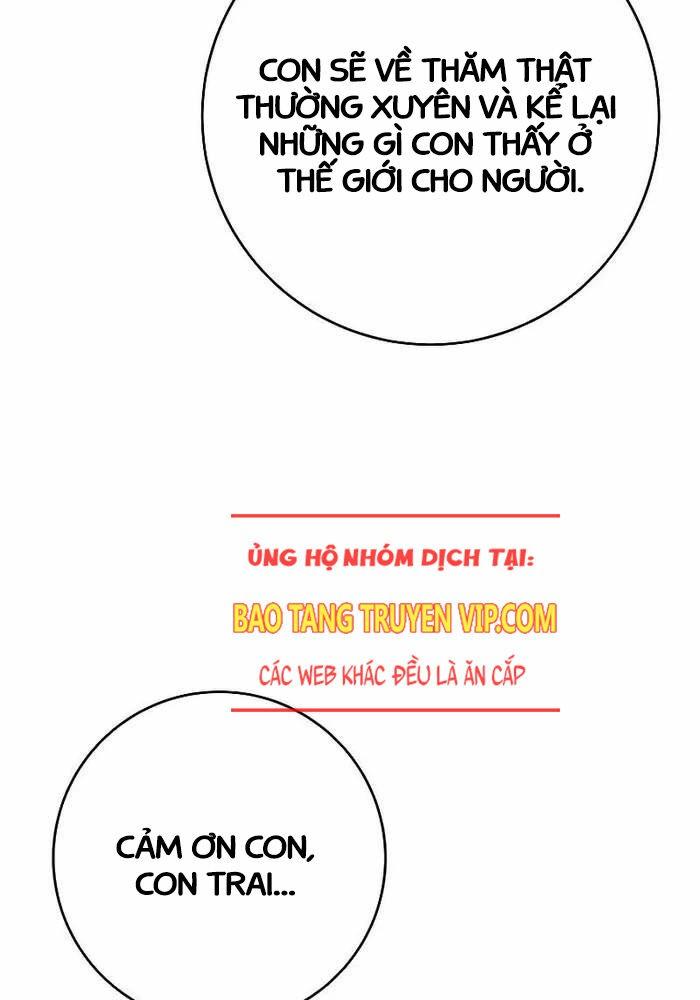 CON SẼ VỀ THĂM THẬT
THƯỜNG XUYÊN VÀ KỂ LẠI
NHỮNG GÌ CON THẤY Ở
THẾ GIỚI CHO NGƯỜI.
ỦNG HỘ NHÓM DỊCH TẠI:
BAO TANG TRUYEN VIP.COM
CÁC WEB KHÁC ĐỀU LÀ ĂN CẮP
CẢM ƠN CON,
CON TRAI...